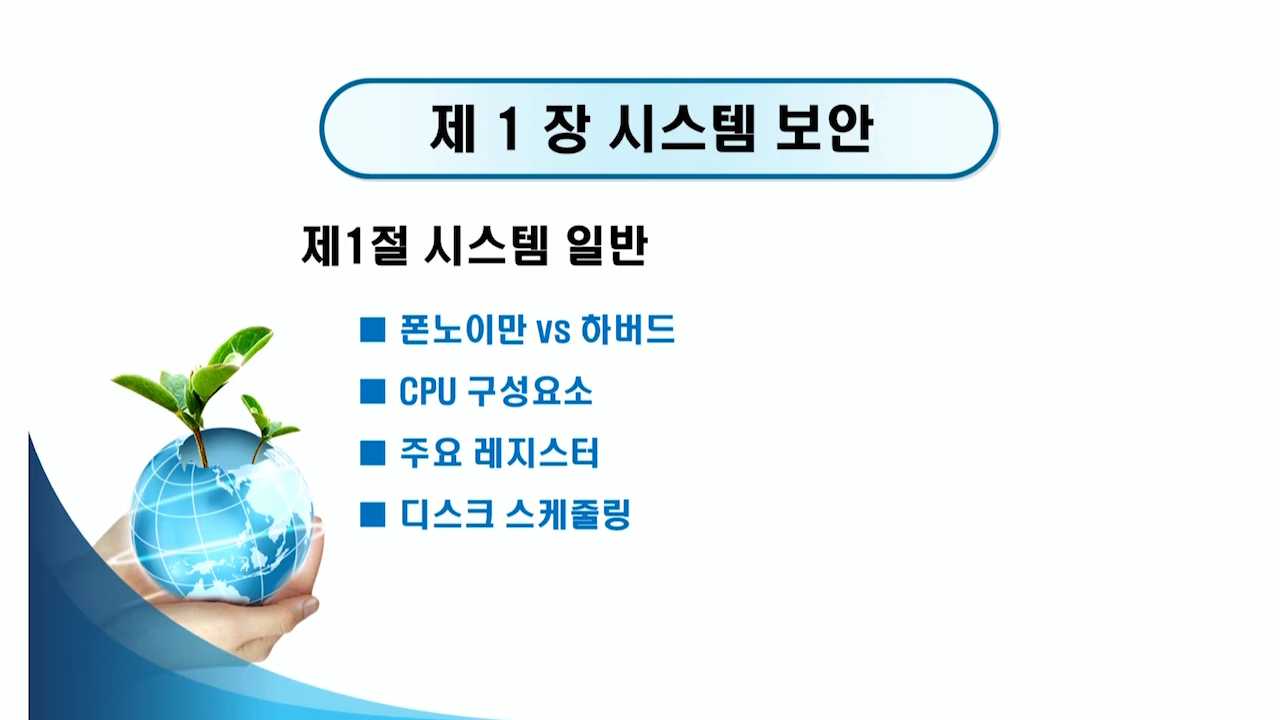 제 1 장 시스템 보안
제1절 시스템 일반
■ 폰노이만 vs 하버드
■ CPU 구성요소
■ 주요 레지스터
■ 디스크 스케줄링